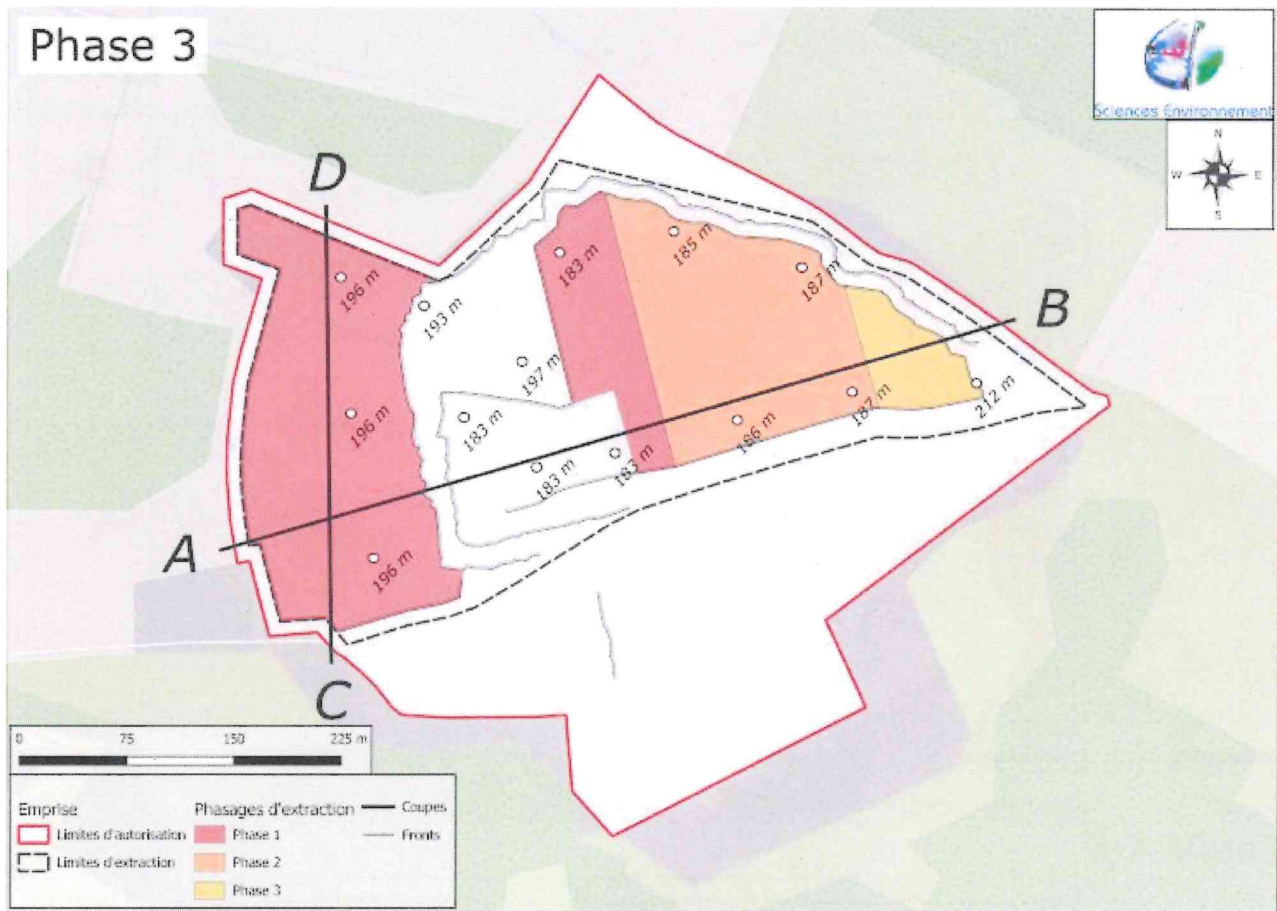 Phase 3
Sciences Environnement
N
W E
S
D
B
A
C
196 m
193 m
183 m
185 m
187 m
197 m
196 m
183 m
183 m
183 m
186 m
187 m
212 m
196 m
0 75 150 225 m
Emprise
Limites d'autorisation
Limites d'extraction
Phasages d'extraction
Phase 1
Phase 2
Phase 3
Coupes
Fronts